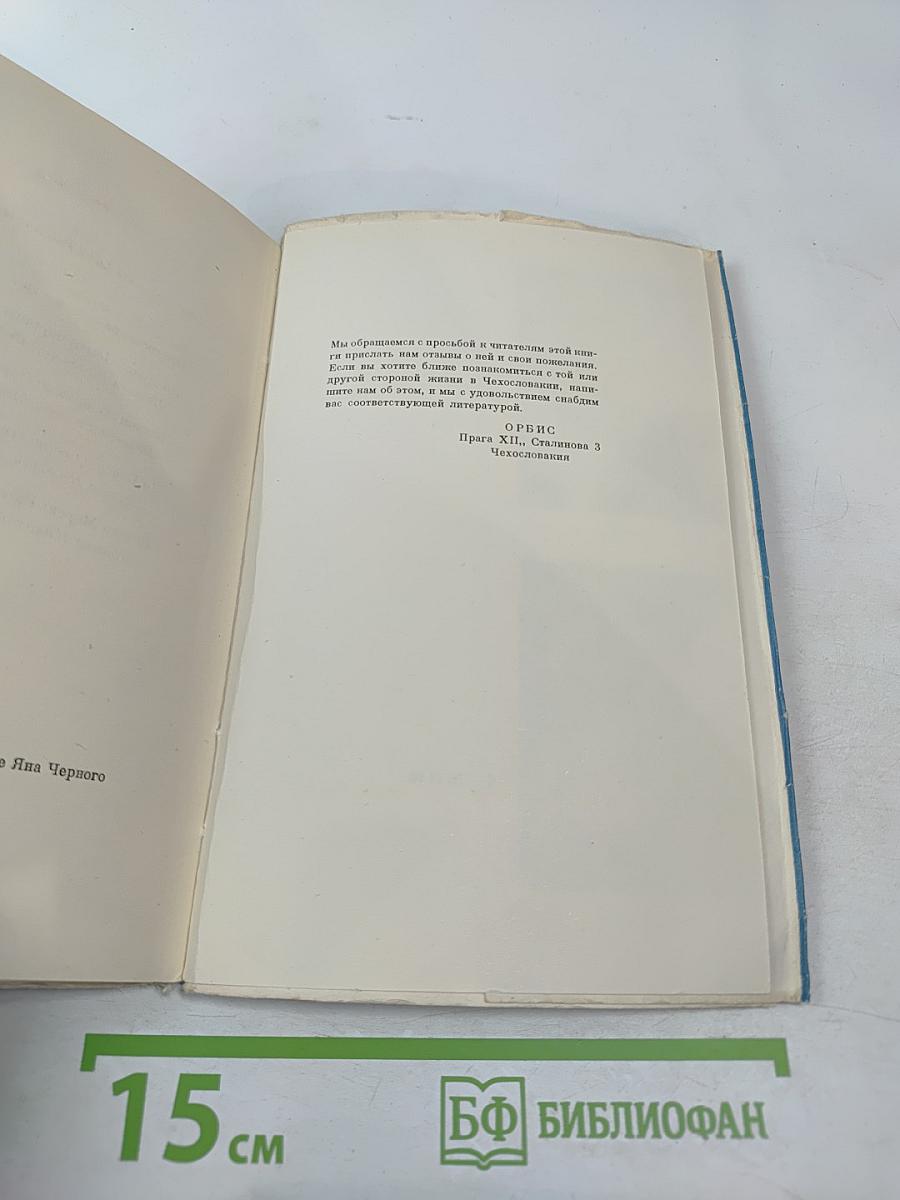 Мы обращаемся с просьбой к читателям этой кни-
ги прислать нам отзывы о ней и свои пожелания.
Если вы хотите ближе познакомиться с той или
другой стороной жизни в Чехословакии, напи-
шите нам об этом, и мы с удовольствием снабдим
вас соответствующей литературой.
ОРБИС
Прага XII,, Сталинова 3
Чехословакия
е Яна Черного
15 см
БФ БИБЛИОФАН